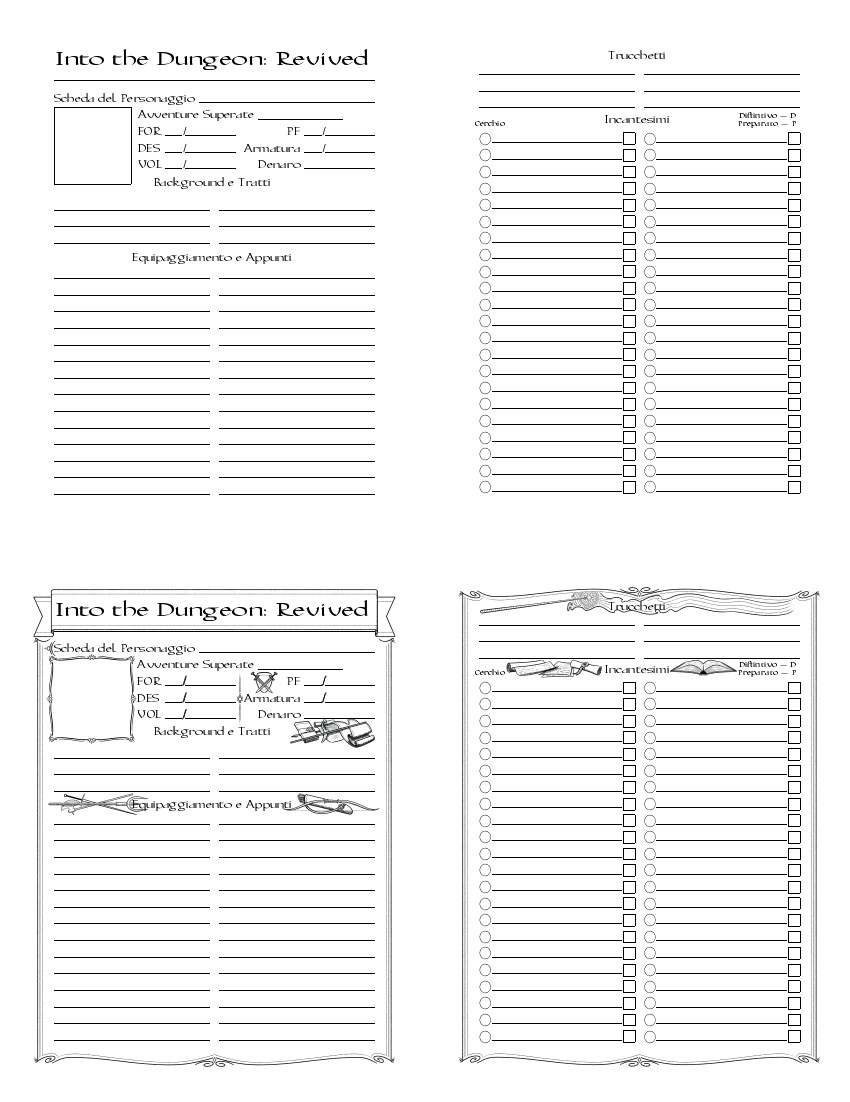 Into the Dungeon: Revived
Scheda del Personaggio
Avventure Superate
FOR / PF /
DES / Armatura /
VOL / Denaro
Background e Tratti
Equipaggiamento e Appunti
Trucchetti
Cerchio Incantesimi Distintivo — D
Preparato — P
Into the Dungeon: Revived
Scheda del Personaggio
Avventure Superate
FOR / PF /
DES / Armatura /
VOL / Denaro
Background e Tratti
Equipaggiamento e Appunti
Trucchetti
Cerchio Incantesimi Distintivo — D
Preparato — P